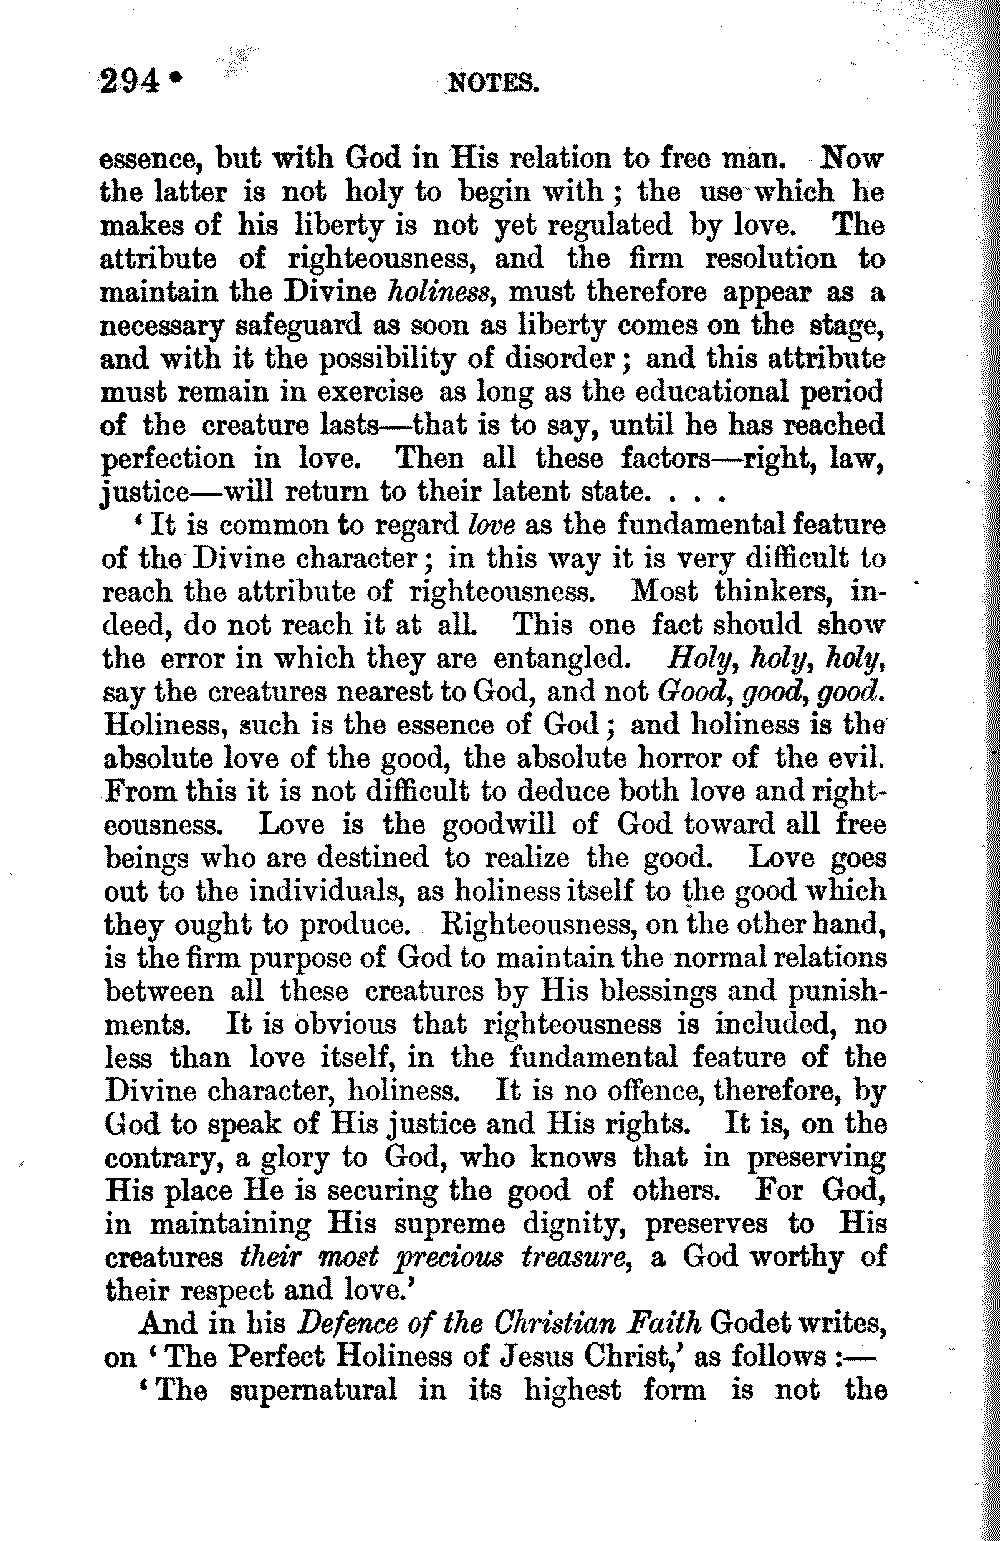 294 •
NOTES.
essence, but with God in His relation to free man. Now
the latter is not holy to begin with ; the use which he
makes of his liberty is not yet regulated by love. The
attribute of righteousness, and the firm resolution to
maintain the Divine holiness, must therefore appear as a
necessary safeguard as soon as liberty comes on the stage,
and with it the possibility of disorder ; and this attribute
must remain in exercise as long as the educational period
of the creature lasts—that is to say, until he has reached
perfection in love. Then all these factors—right, law,
justice—will return to their latent state. . . .
‘ It is common to regard love as the fundamental feature
of the Divine character ; in this way it is very difficult to
reach the attribute of righteousness. Most thinkers, in-
deed, do not reach it at all. This one fact should show
the error in which they are entangled. Holy, holy, holy,
say the creatures nearest to God, and not Good, good, good.
Holiness, such is the essence of God ; and holiness is the
absolute love of the good, the absolute horror of the evil.
From this it is not difficult to deduce both love and right-
eousness. Love is the goodwill of God toward all free
beings who are destined to realize the good. Love goes
out to the individuals, as holiness itself to the good which
they ought to produce. Righteousness, on the other hand,
is the firm purpose of God to maintain the normal relations
between all these creatures by His blessings and punish-
ments. It is obvious that righteousness is included, no
less than love itself, in the fundamental feature of the
Divine character, holiness. It is no offence, therefore, by
God to speak of His justice and His rights. It is, on the
contrary, a glory to God, who knows that in preserving
His place He is securing the good of others. For God,
in maintaining His supreme dignity, preserves to His
creatures their most precious treasure, a God worthy of
their respect and love.’
And in his Defence of the Christian Faith Godet writes,
on ‘ The Perfect Holiness of Jesus Christ,’ as follows :—
‘ The supernatural in its highest form is not the